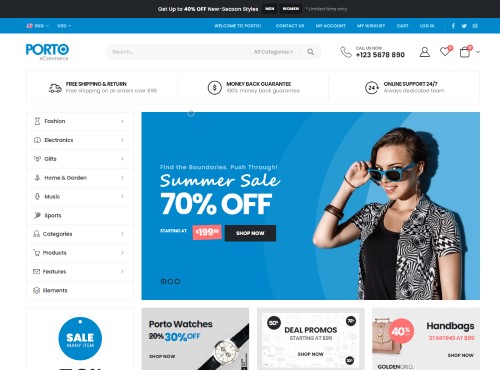 Get Up to 40% OFF New-Season Styles MEN WOMEN * Limited time only.
ENG USD WELCOME TO PORTO! CONTACT US MY ACCOUNT MY WISHLIST CART LOG IN
PORTO
eCommerce
Search...
All Categories
CALL US NOW
+123 5678 890
0
0
FREE SHIPPING & RETURN
Free shipping on all orders over $99
MONEY BACK GUARANTEE
100% money back guarantee
ONLINE SUPPORT 24/7
Always dedicated team
Fashion
Electronics
Gifts
Home & Garden
Music
Sports
Categories
Products
Features
Elements
Find the Boundaries. Push Through!
Summer Sale
70% OFF
STARTING AT $199 SHOP NOW
SALE
MANY ITEM
Porto Watches
20% 30% OFF
SHOP NOW
50%
70%
30%
DEAL PROMOS
STARTING AT $99
SHOP NOW
40%
Handbags
STARTING AT $99
SHOP NOW